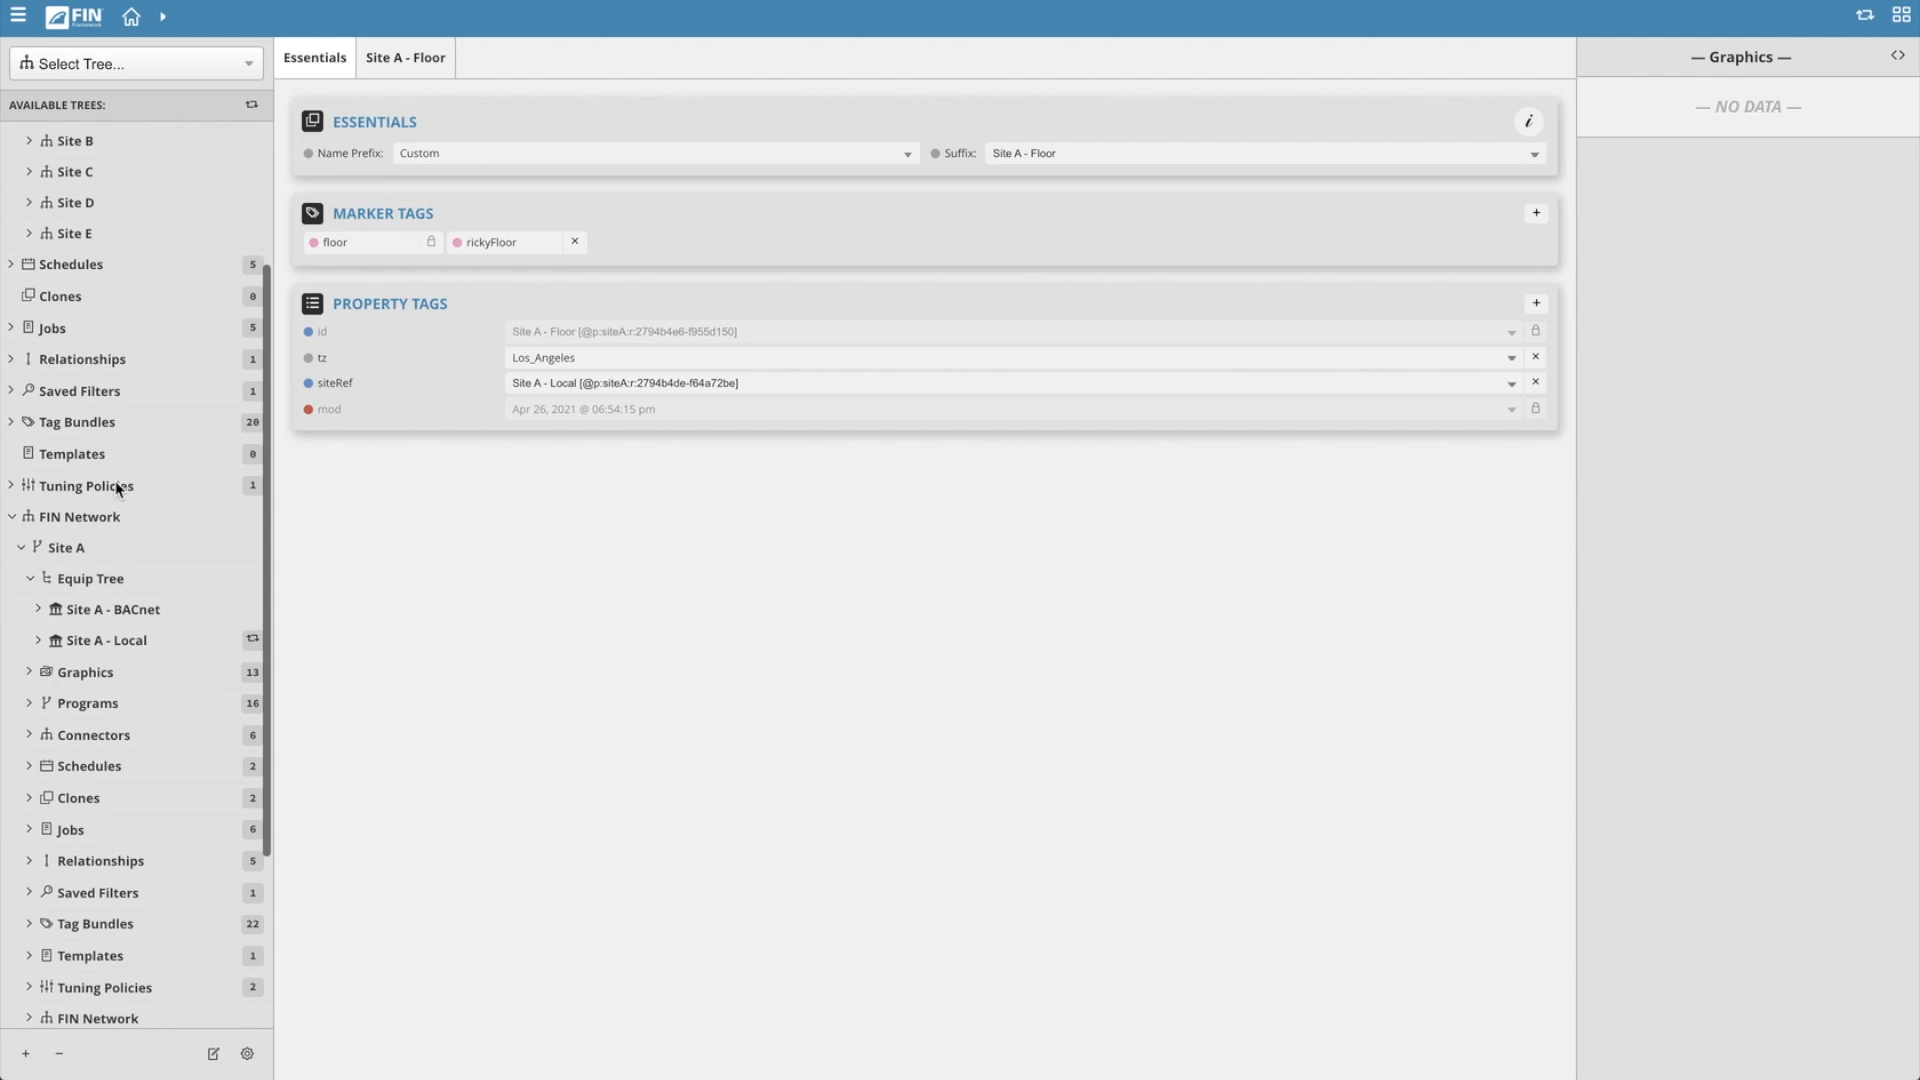 FIN
Framework
Select Tree...
AVAILABLE TREES:
Site B
Site C
Site D
Site E
Schedules 5
Clones 0
Jobs 5
Relationships 1
Saved Filters 1
Tag Bundles 20
Templates 0
Tuning Policies 1
FIN Network
Site A
Equip Tree
Site A - BACnet
Site A - Local
Graphics 13
Programs 16
Connectors 6
Schedules 2
Clones 2
Jobs 6
Relationships 5
Saved Filters 1
Tag Bundles 22
Templates 1
Tuning Policies 2
FIN Network
+ −
Essentials Site A - Floor
ESSENTIALS i
Name Prefix: Custom Suffix: Site A - Floor
MARKER TAGS +
floor rickyFloor ×
PROPERTY TAGS +
id Site A - Floor [@p:siteA:r:2794b4e6-f955d150]
tz Los_Angeles ×
siteRef Site A - Local [@p:siteA:r:2794b4de-f64a72be] ×
mod Apr 26, 2021 @ 06:54:15 pm
— Graphics — <>
— NO DATA —